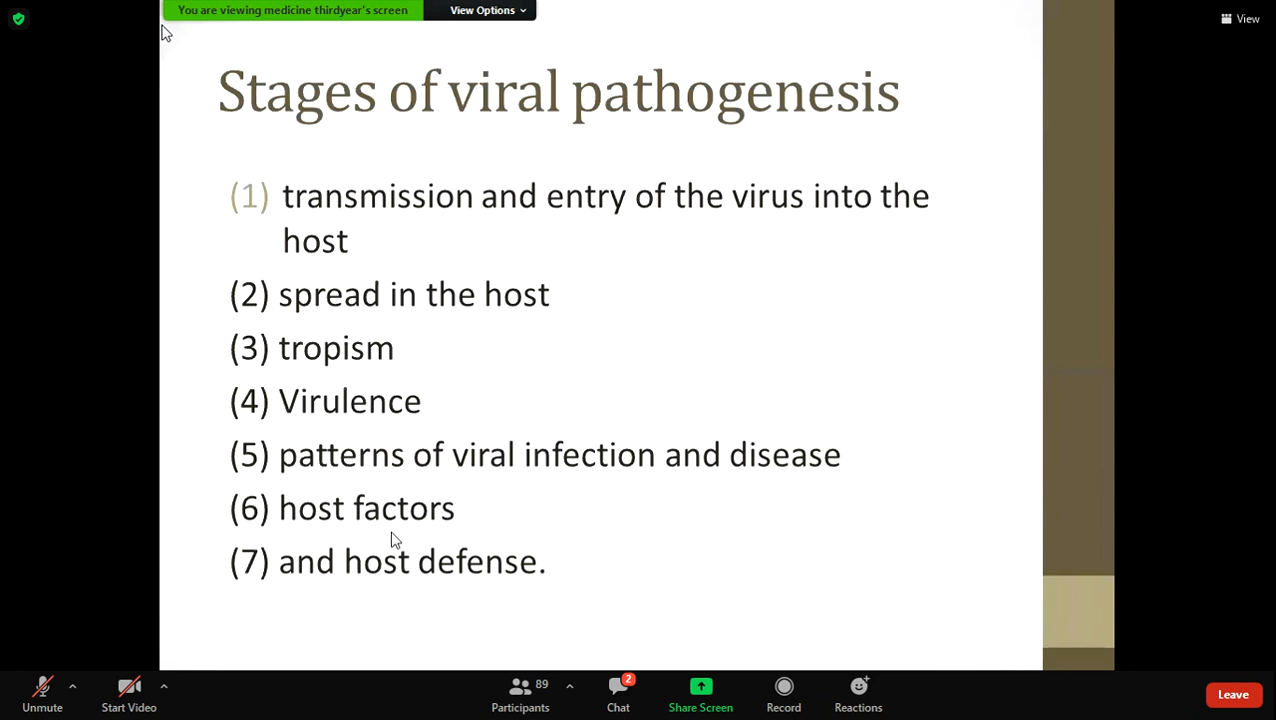 You are viewing medicine thirdyear's screen
View Options
View
Stages of viral pathogenesis
(1) transmission and entry of the virus into the
host
(2) spread in the host
(3) tropism
(4) Virulence
(5) patterns of viral infection and disease
(6) host factors
(7) and host defense.
Unmute
Start Video
89
Participants
2
Chat
Share Screen
Record
Reactions
Leave